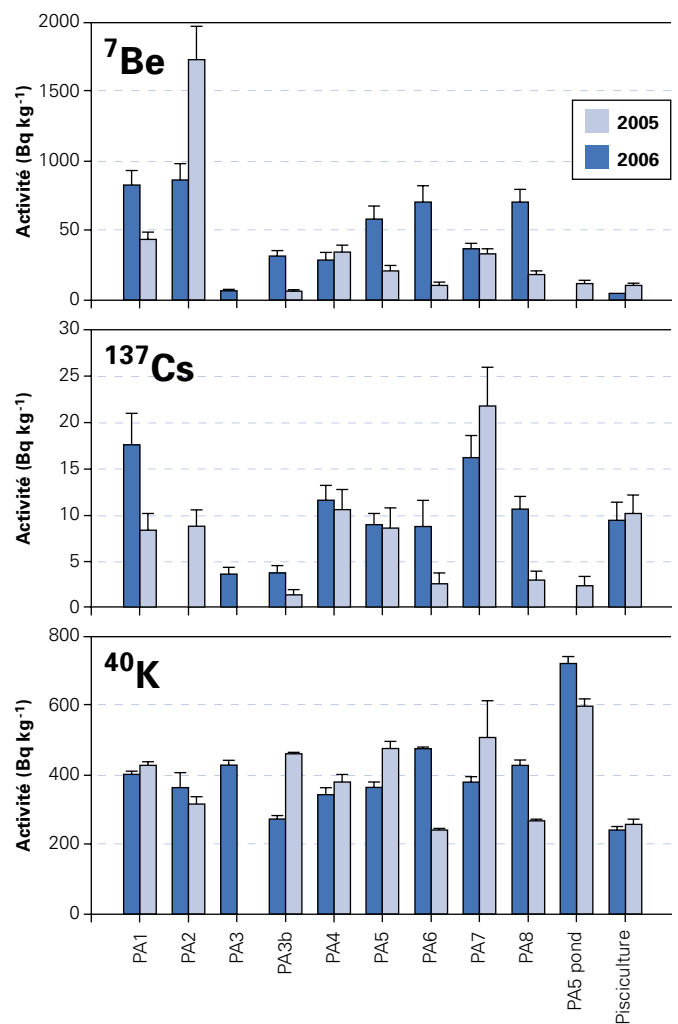 ⁷Be
Activité (Bq kg⁻¹)
2000
1500
1000
50
0
2005
2006
¹³⁷Cs
Activité (Bq kg⁻¹)
30
25
20
15
10
5
0
⁴⁰K
Activité (Bq kg⁻¹)
800
600
400
200
0
PA1
PA2
PA3
PA3b
PA4
PA5
PA6
PA7
PA8
PA5 pond
Pisciculture